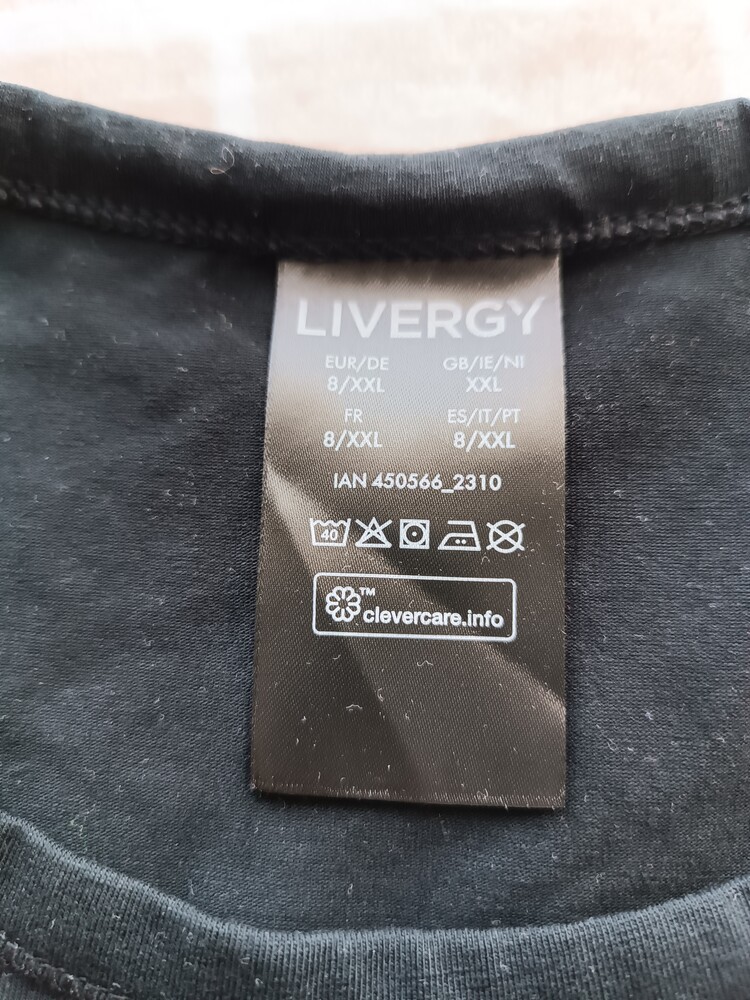 LIVERGY
EUR/DE GB/IE/NI
8/XXL XXL
FR ES/IT/PT
8/XXL 8/XXL
IAN 450566_2310
40
™
clevercare.info